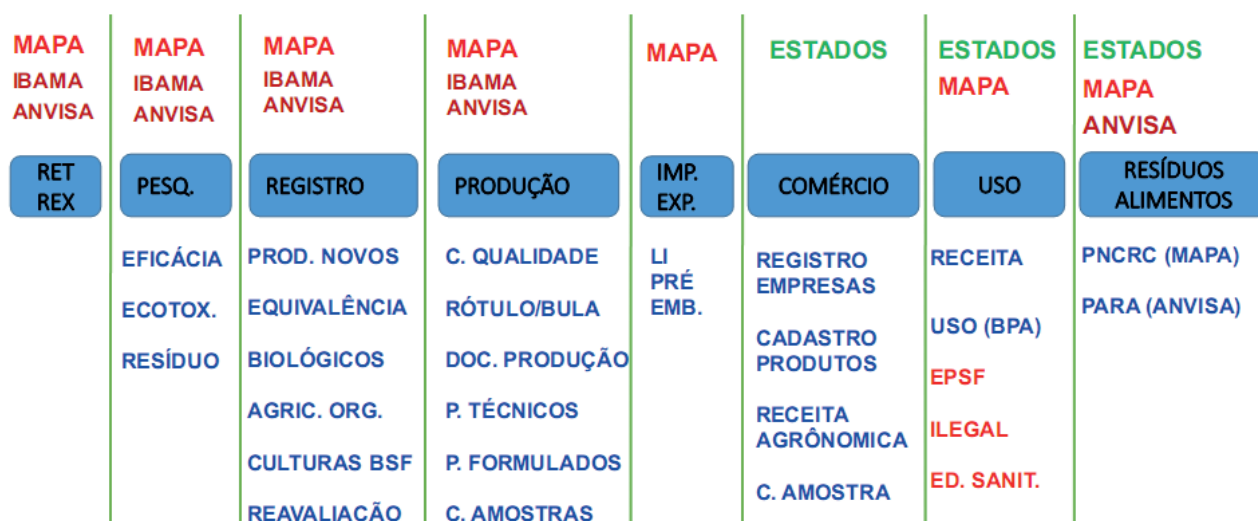 MAPA
IBAMA
ANVISA
RET
REX
MAPA
IBAMA
ANVISA
PESQ.
EFICÁCIA
ECOTOX.
RESÍDUO
MAPA
IBAMA
ANVISA
REGISTRO
PROD. NOVOS
EQUIVALÊNCIA
BIOLÓGICOS
AGRIC. ORG.
CULTURAS BSF
REAVALIAÇÃO
MAPA
IBAMA
ANVISA
PRODUÇÃO
C. QUALIDADE
RÓTULO/BULA
DOC. PRODUÇÃO
P. TÉCNICOS
P. FORMULADOS
C. AMOSTRAS
MAPA
IMP.
EXP.
LI
PRÉ
EMB.
ESTADOS
COMÉRCIO
REGISTRO
EMPRESAS
CADASTRO
PRODUTOS
RECEITA
AGRÔNOMICA
C. AMOSTRA
ESTADOS
MAPA
USO
RECEITA
USO (BPA)
EPSF
ILEGAL
ED. SANIT.
ESTADOS
MAPA
ANVISA
RESÍDUOS
ALIMENTOS
PNCRC (MAPA)
PARA (ANVISA)